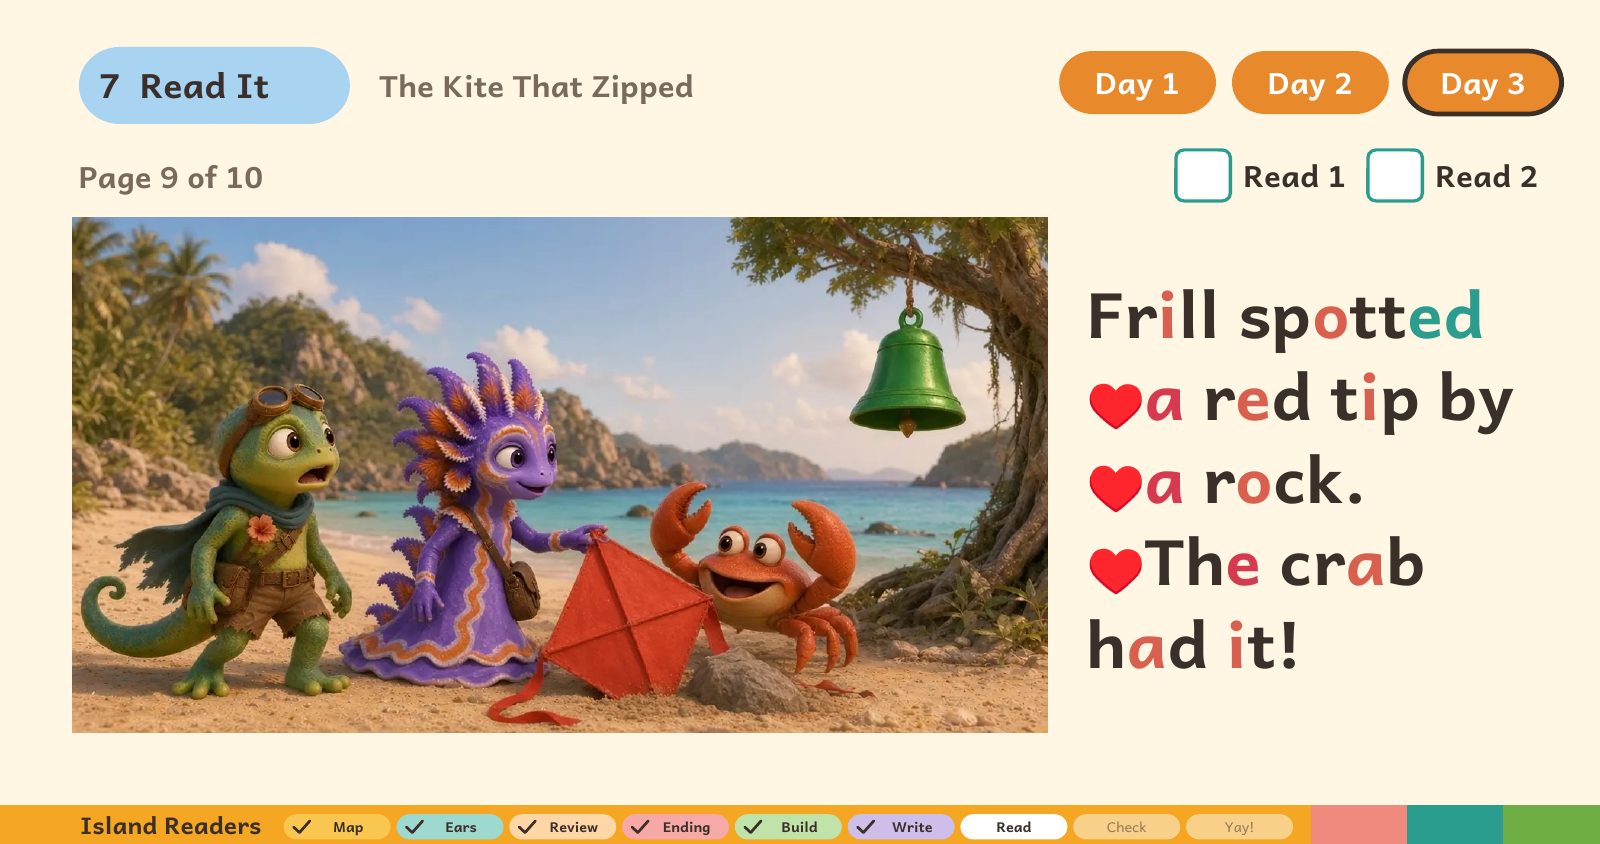 7 Read It
The Kite That Zipped
Day 1
Day 2
Day 3
Page 9 of 10
Read 1
Read 2
Frill spotted
a red tip by
a rock.
The crab
had it!
Island Readers
Map
Ears
Review
Ending
Build
Write
Read
Check
Yay!